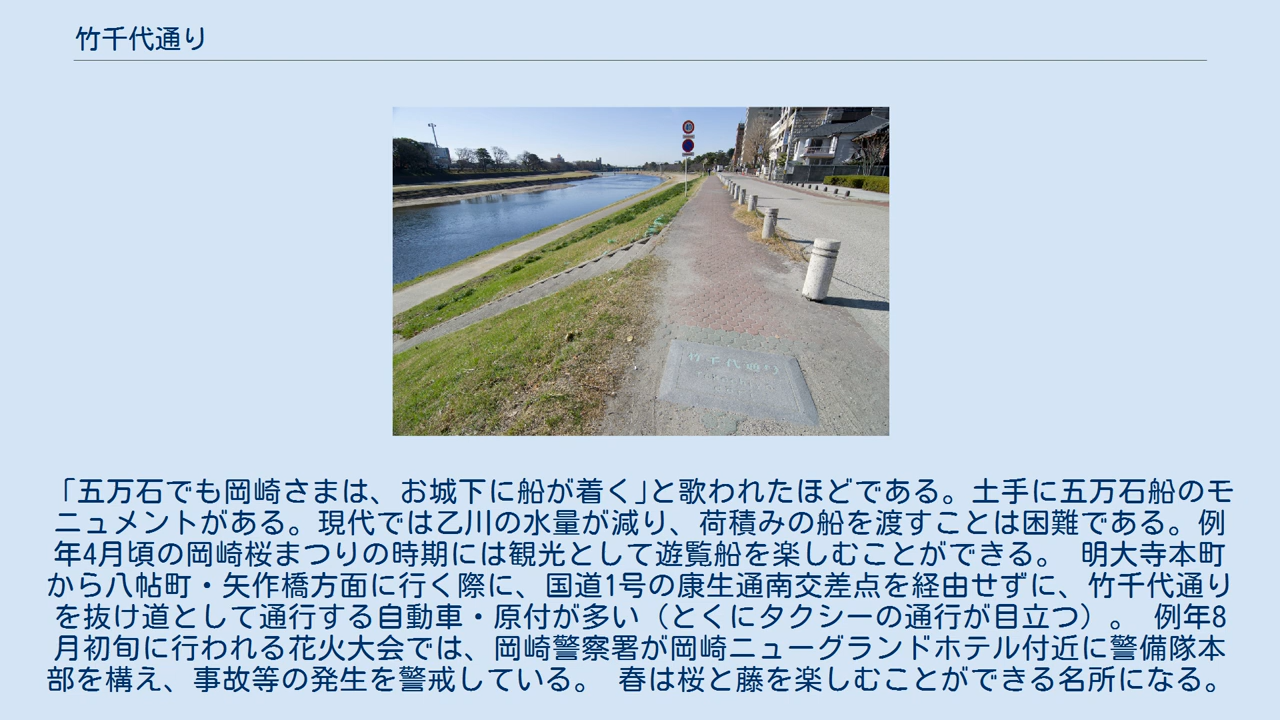 竹千代通り
竹千代通り
「五万石でも岡崎さまは、お城下に船が着く」と歌われたほどである。土手に五万石船のモ
ニュメントがある。現代では乙川の水量が減り、荷積みの船を渡すことは困難である。例
年4月頃の岡崎桜まつりの時期には観光として遊覧船を楽しむことができる。 明大寺本町
から八帖町・矢作橋方面に行く際に、国道1号の康生通南交差点を経由せずに、竹千代通り
を抜け道として通行する自動車・原付が多い（とくにタクシーの通行が目立つ）。 例年8
月初旬に行われる花火大会では、岡崎警察署が岡崎ニューグランドホテル付近に警備隊本
部を構え、事故等の発生を警戒している。 春は桜と藤を楽しむことができる名所になる。